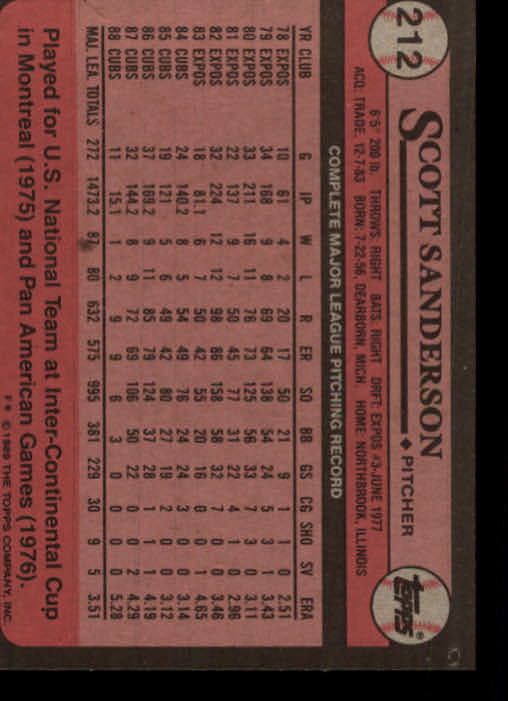 212
SCOTT SANDERSON ♦ PITCHER
Topps®
6'5" 200 lb. THROWS: RIGHT BATS: RIGHT DRFT: EXPOS #3-JUNE 1977
ACQ: TRADE, 12-7-83 BORN: 7-22-56, DEARBORN, MICH HOME: NORTHBROOK, ILLINOIS
COMPLETE MAJOR LEAGUE PITCHING RECORD
YR CLUB G IP W L R ER SO BB GS CG SHO SV ERA
78 EXPOS 10 61 4 2 20 17 50 21 9 1 1 0 2.51
79 EXPOS 34 168 9 8 69 64 138 54 24 5 3 1 3.43
80 EXPOS 33 211 16 11 76 73 125 56 33 7 3 0 3.11
81 EXPOS 22 137 9 7 50 45 77 31 22 4 1 0 2.96
82 EXPOS 32 224 12 12 98 86 158 58 32 7 0 0 3.46
83 EXPOS 18 81.1 6 7 50 42 55 20 16 0 0 1 4.65
84 CUBS 24 140.2 8 5 54 49 76 24 24 3 0 0 3.14
85 CUBS 19 121 5 6 49 42 80 27 19 2 0 0 3.12
86 CUBS 37 169.2 9 11 85 79 124 37 28 1 1 1 4.19
87 CUBS 32 144.2 8 9 72 69 106 50 22 0 0 2 4.29
88 CUBS 11 15.1 1 2 9 9 6 3 0 0 0 0 5.28
MAJ. LEA. TOTALS 272 1473.2 87 80 632 575 995 381 229 30 9 5 3.51
Played for U.S. National Team at Inter-Continental Cup
in Montreal (1975) and Pan American Games (1976).
F* © 1989 THE TOPPS COMPANY, INC.